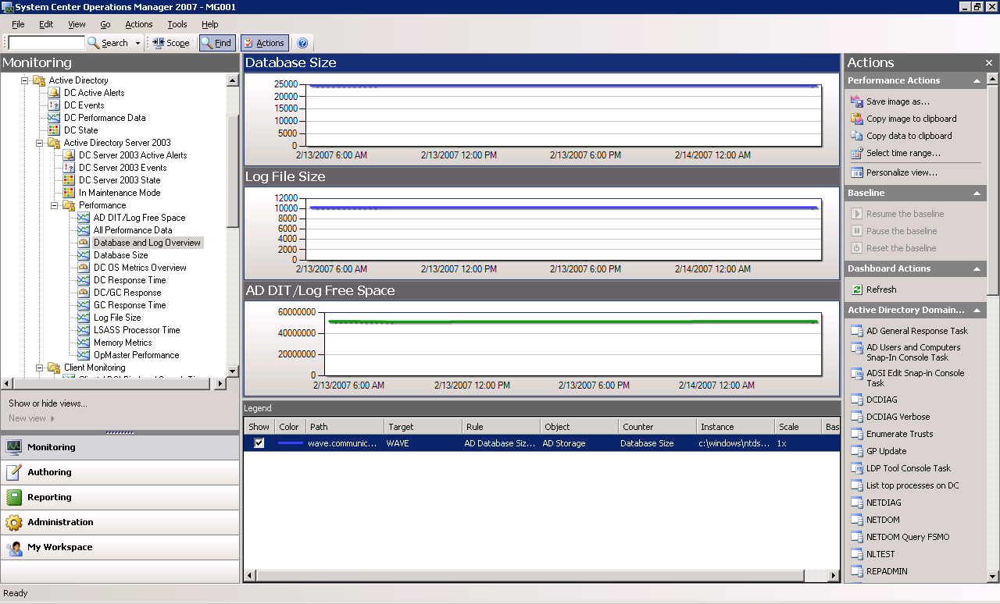 System Center Operations Manager 2007 - MG001
File Edit View Go Actions Tools Help
Search Scope Find Actions
Monitoring
Active Directory
DC Active Alerts
DC Events
DC Performance Data
DC State
Active Directory Server 2003
DC Server 2003 Active Alerts
DC Server 2003 Events
DC Server 2003 State
In Maintenance Mode
Performance
AD DIT/Log Free Space
All Performance Data
Database and Log Overview
Database Size
DC OS Metrics Overview
DC Response Time
DC/GC Response
GC Response Time
Log File Size
LSASS Processor Time
Memory Metrics
OpMaster Performance
Client Monitoring
Show or hide views...
New view
Monitoring
Authoring
Reporting
Administration
My Workspace
Ready
Database Size
25000
20000
15000
10000
5000
0
2/13/2007 6:00 AM 2/13/2007 12:00 PM 2/13/2007 6:00 PM 2/14/2007 12:00 AM
Log File Size
12000
10000
8000
6000
4000
2000
0
2/13/2007 6:00 AM 2/13/2007 12:00 PM 2/13/2007 6:00 PM 2/14/2007 12:00 AM
AD DIT/Log Free Space
60000000
40000000
20000000
0
2/13/2007 6:00 AM 2/13/2007 12:00 PM 2/13/2007 6:00 PM 2/14/2007 12:00 AM
Legend
Show Color Path Target Rule Object Counter Instance Scale Bas
wave.communic... WAVE AD Database Siz... AD Storage Database Size c:\windows\ntds... 1x
Actions
Performance Actions
Save image as...
Copy image to clipboard
Copy data to clipboard
Select time range...
Personalize view...
Baseline
Resume the baseline
Pause the baseline
Reset the baseline
Dashboard Actions
Refresh
Active Directory Domain...
AD General Response Task
AD Users and Computers
Snap-In Console Task
ADSI Edit Snap-in Console
Task
DCDIAG
DCDIAG Verbose
Enumerate Trusts
GP Update
LDP Tool Console Task
List top processes on DC
NETDIAG
NETDOM
NETDOM Query FSMO
NLTEST
REPADMIN